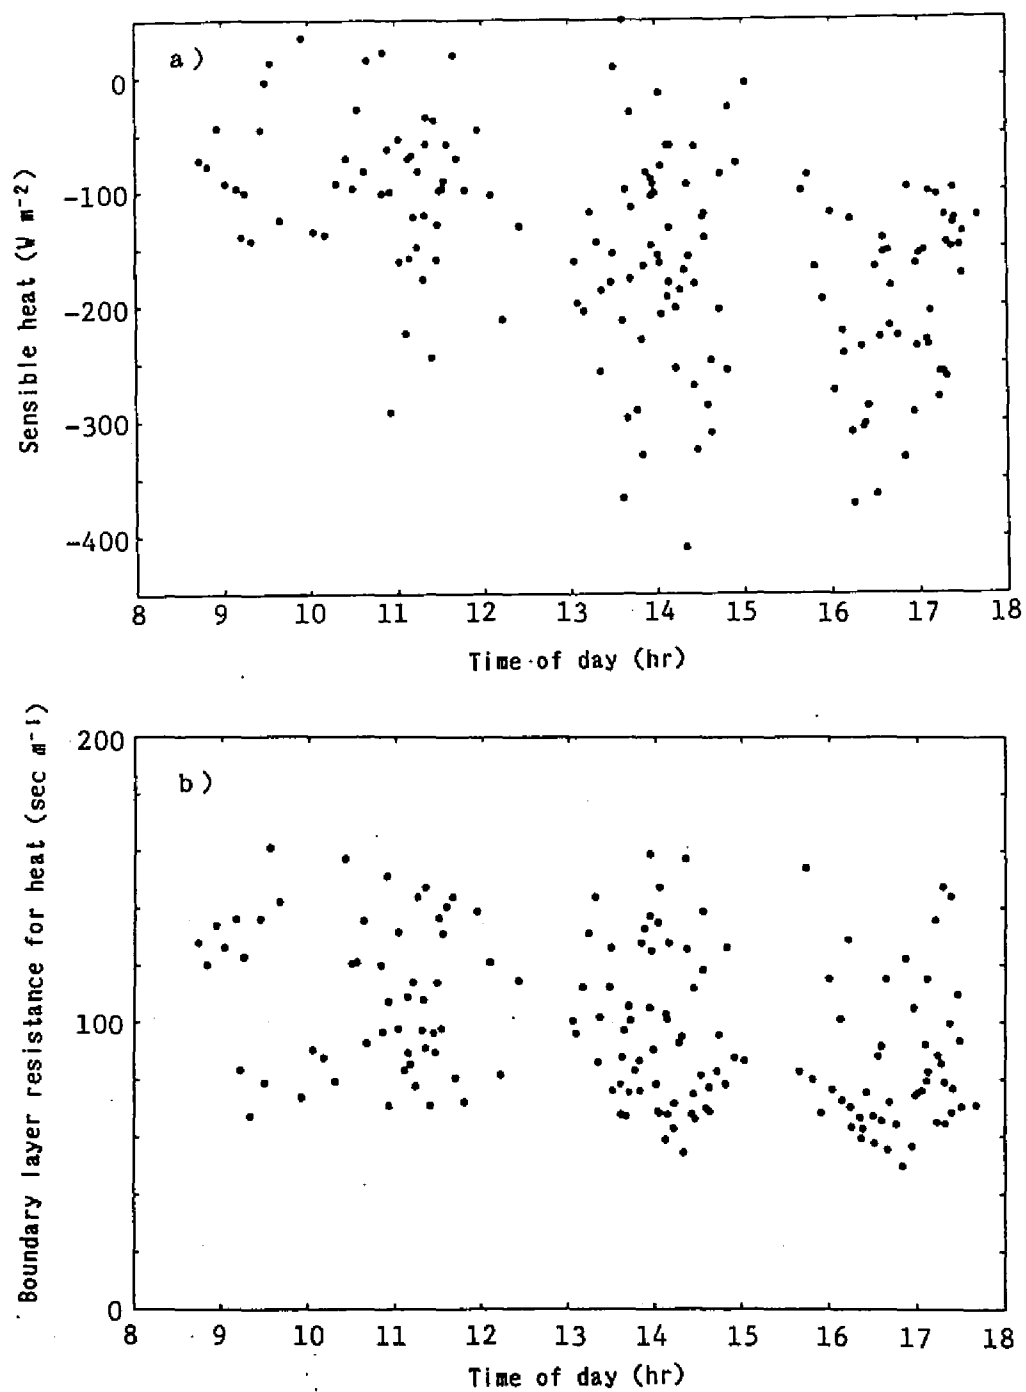 a)
Sensible heat (W m⁻²)
0
−100
−200
−300
−400
8 9 10 11 12 13 14 15 16 17 18
Time of day (hr)
b)
Boundary layer resistance for heat (sec m⁻¹)
200
100
0
8 9 10 11 12 13 14 15 16 17 18
Time of day (hr)